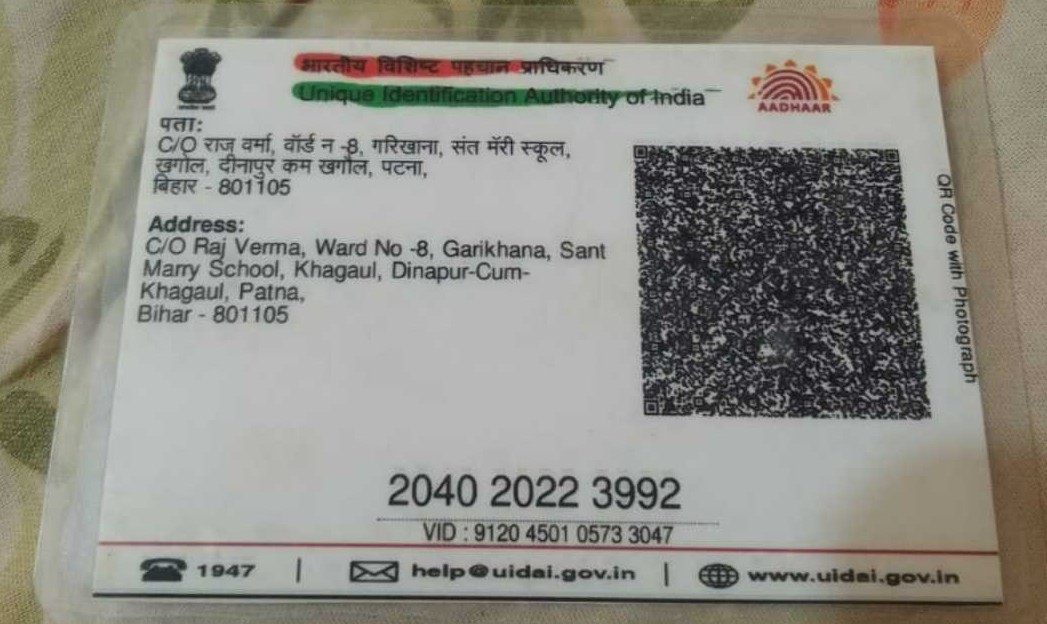 भारतीय विशिष्ट पहचान प्राधिकरण
Unique Identification Authority of India
AADHAAR
पता:
C/O राज वर्मा, वॉर्ड न -8, गरिखाना, संत मॅरी स्कूल,
खगोल, दीनापुर कम खगौल, पटना,
बिहार - 801105
Address:
C/O Raj Verma, Ward No -8, Garikhana, Sant
Marry School, Khagaul, Dinapur-Cum-
Khagaul, Patna,
Bihar - 801105
QR Code with Photograph
2040 2022 3992
VID : 9120 4501 0573 3047
1947 | help@uidai.gov.in | www.uidai.gov.in